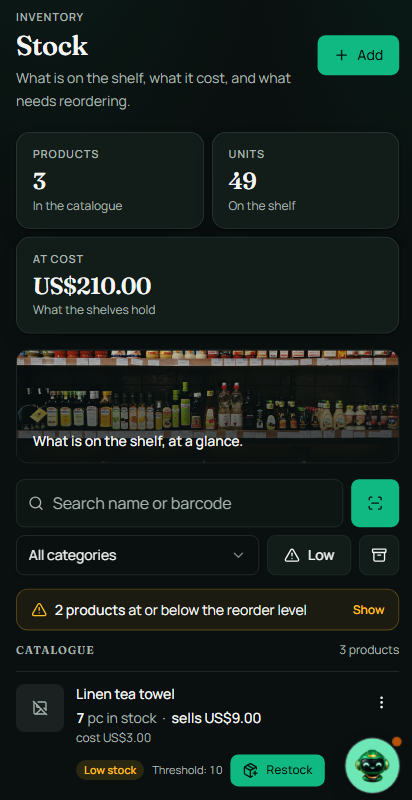 INVENTORY
Stock
Add
What is on the shelf, what it cost, and what
needs reordering.
PRODUCTS
3
In the catalogue
UNITS
49
On the shelf
AT COST
US$210.00
What the shelves hold
What is on the shelf, at a glance.
Search name or barcode
All categories
Low
2 products at or below the reorder level
Show
CATALOGUE
3 products
Linen tea towel
7 pc in stock · sells US$9.00
cost US$3.00
Low stock
Threshold: 10
Restock